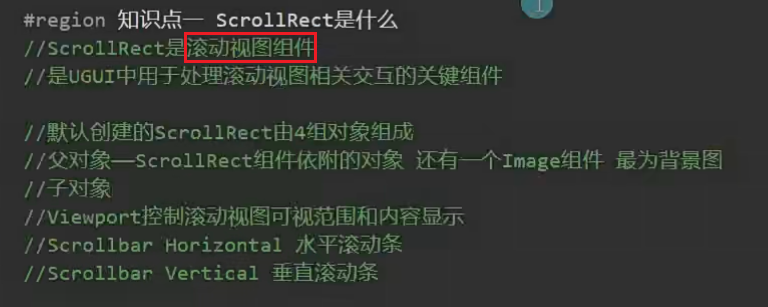 #region 知识点一 ScrollRect是什么
//ScrollRect是滚动视图组件
//是UGUI中用于处理滚动视图相关交互的关键组件
//默认创建的ScrollRect由4组对象组成
//父对象——ScrollRect组件依附的对象 还有一个Image组件 最为背景图
//子对象
//Viewport控制滚动视图可视范围和内容显示
//Scrollbar Horizontal 水平滚动条
//Scrollbar Vertical 垂直滚动条